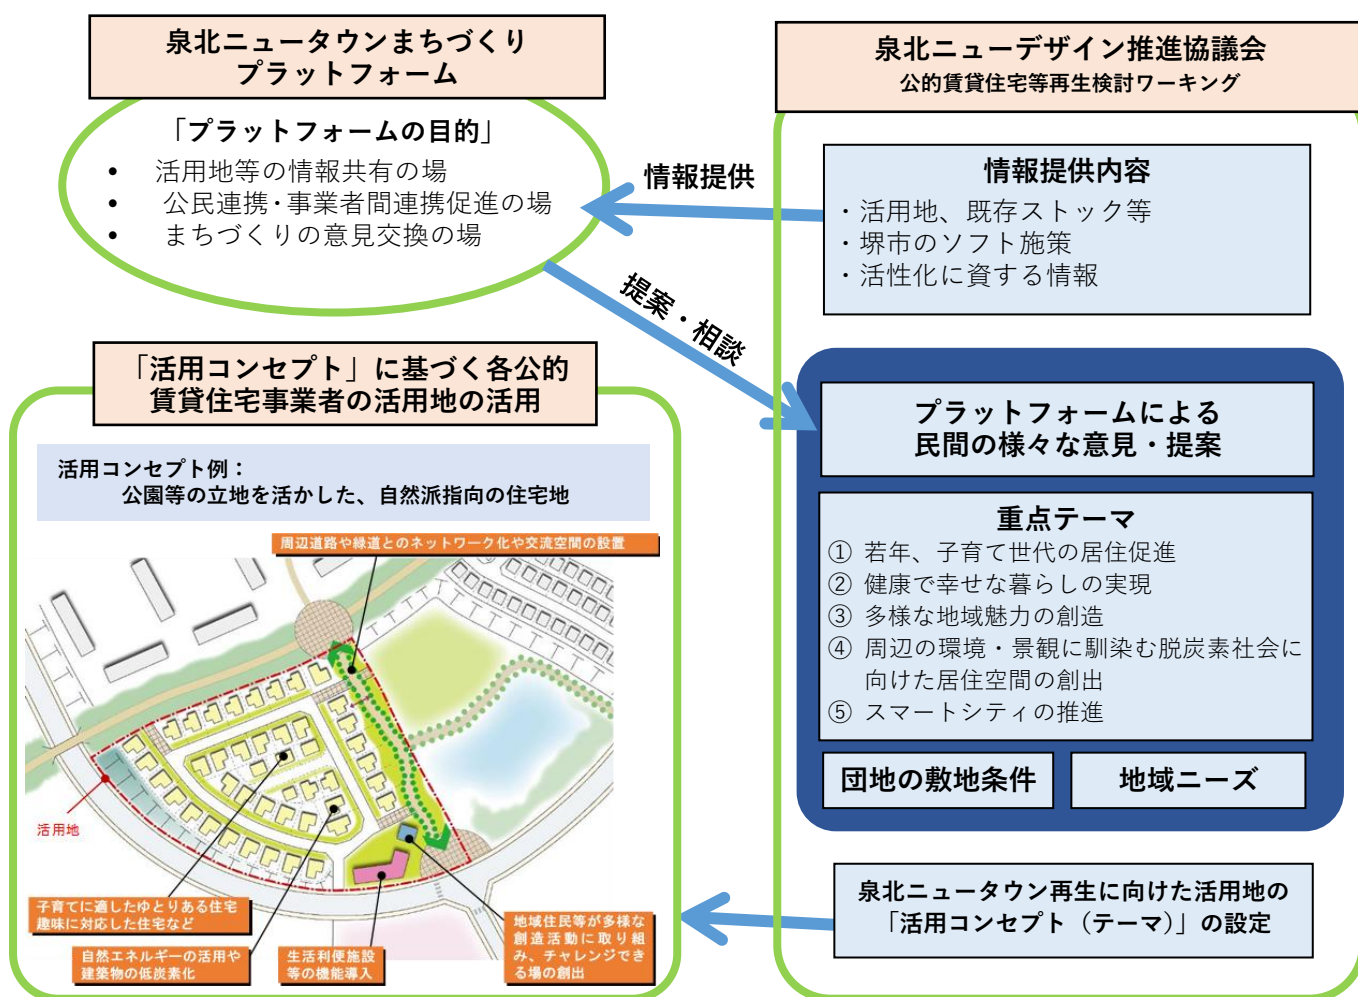 泉北ニュータウンまちづくり
プラットフォーム
「プラットフォームの目的」
• 活用地等の情報共有の場
• 公民連携・事業者間連携促進の場
• まちづくりの意見交換の場
情報提供
提案・相談
泉北ニューデザイン推進協議会
公的賃貸住宅等再生検討ワーキング
情報提供内容
・活用地、既存ストック等
・堺市のソフト施策
・活性化に資する情報
プラットフォームによる
民間の様々な意見・提案
重点テーマ
① 若年、子育て世代の居住促進
② 健康で幸せな暮らしの実現
③ 多様な地域魅力の創造
④ 周辺の環境・景観に馴染む脱炭素社会に
向けた居住空間の創出
⑤ スマートシティの推進
団地の敷地条件
地域ニーズ
泉北ニュータウン再生に向けた活用地の
「活用コンセプト（テーマ）」の設定
「活用コンセプト」に基づく各公的
賃貸住宅事業者の活用地の活用
活用コンセプト例：
公園等の立地を活かした、自然派指向の住宅地
周辺道路や緑道とのネットワーク化や交流空間の設置
活用地
子育てに適したゆとりある住宅
趣味に対応した住宅など
自然エネルギーの活用や
建築物の低炭素化
生活利便施設
等の機能導入
地域住民等が多様な
創造活動に取り組
み、チャレンジでき
る場の創出